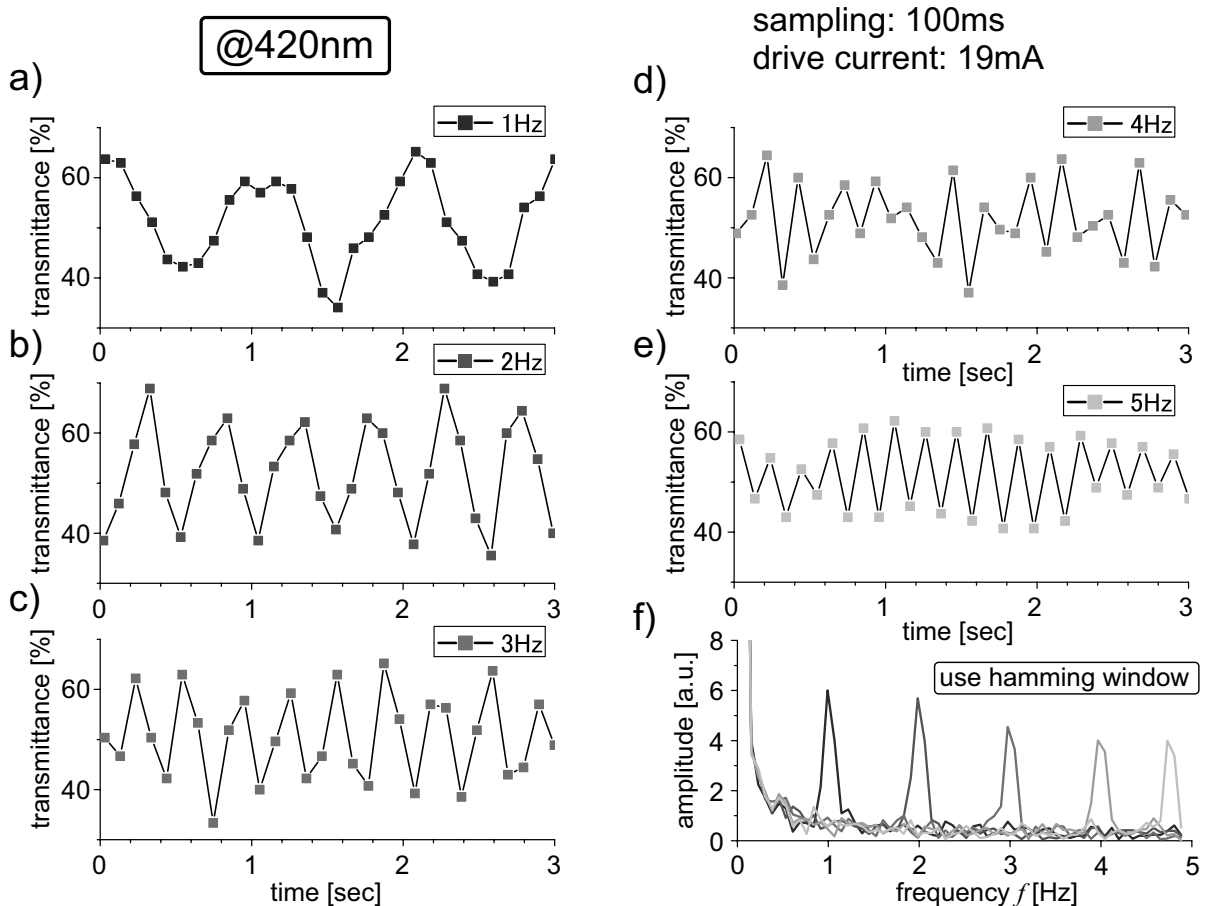 @420nm
sampling: 100ms
drive current: 19mA
a)
1Hz
transmittance [%]
60
40
0
1
2
3
b)
2Hz
transmittance [%]
60
40
0
1
2
3
c)
3Hz
transmittance [%]
60
40
0
1
2
3
time [sec]
d)
4Hz
transmittance [%]
60
40
0
1
2
3
time [sec]
e)
5Hz
transmittance [%]
60
40
0
1
2
3
time [sec]
f)
use hamming window
amplitude [a.u.]
8
6
4
2
0
0
1
2
3
4
5
frequency f [Hz]